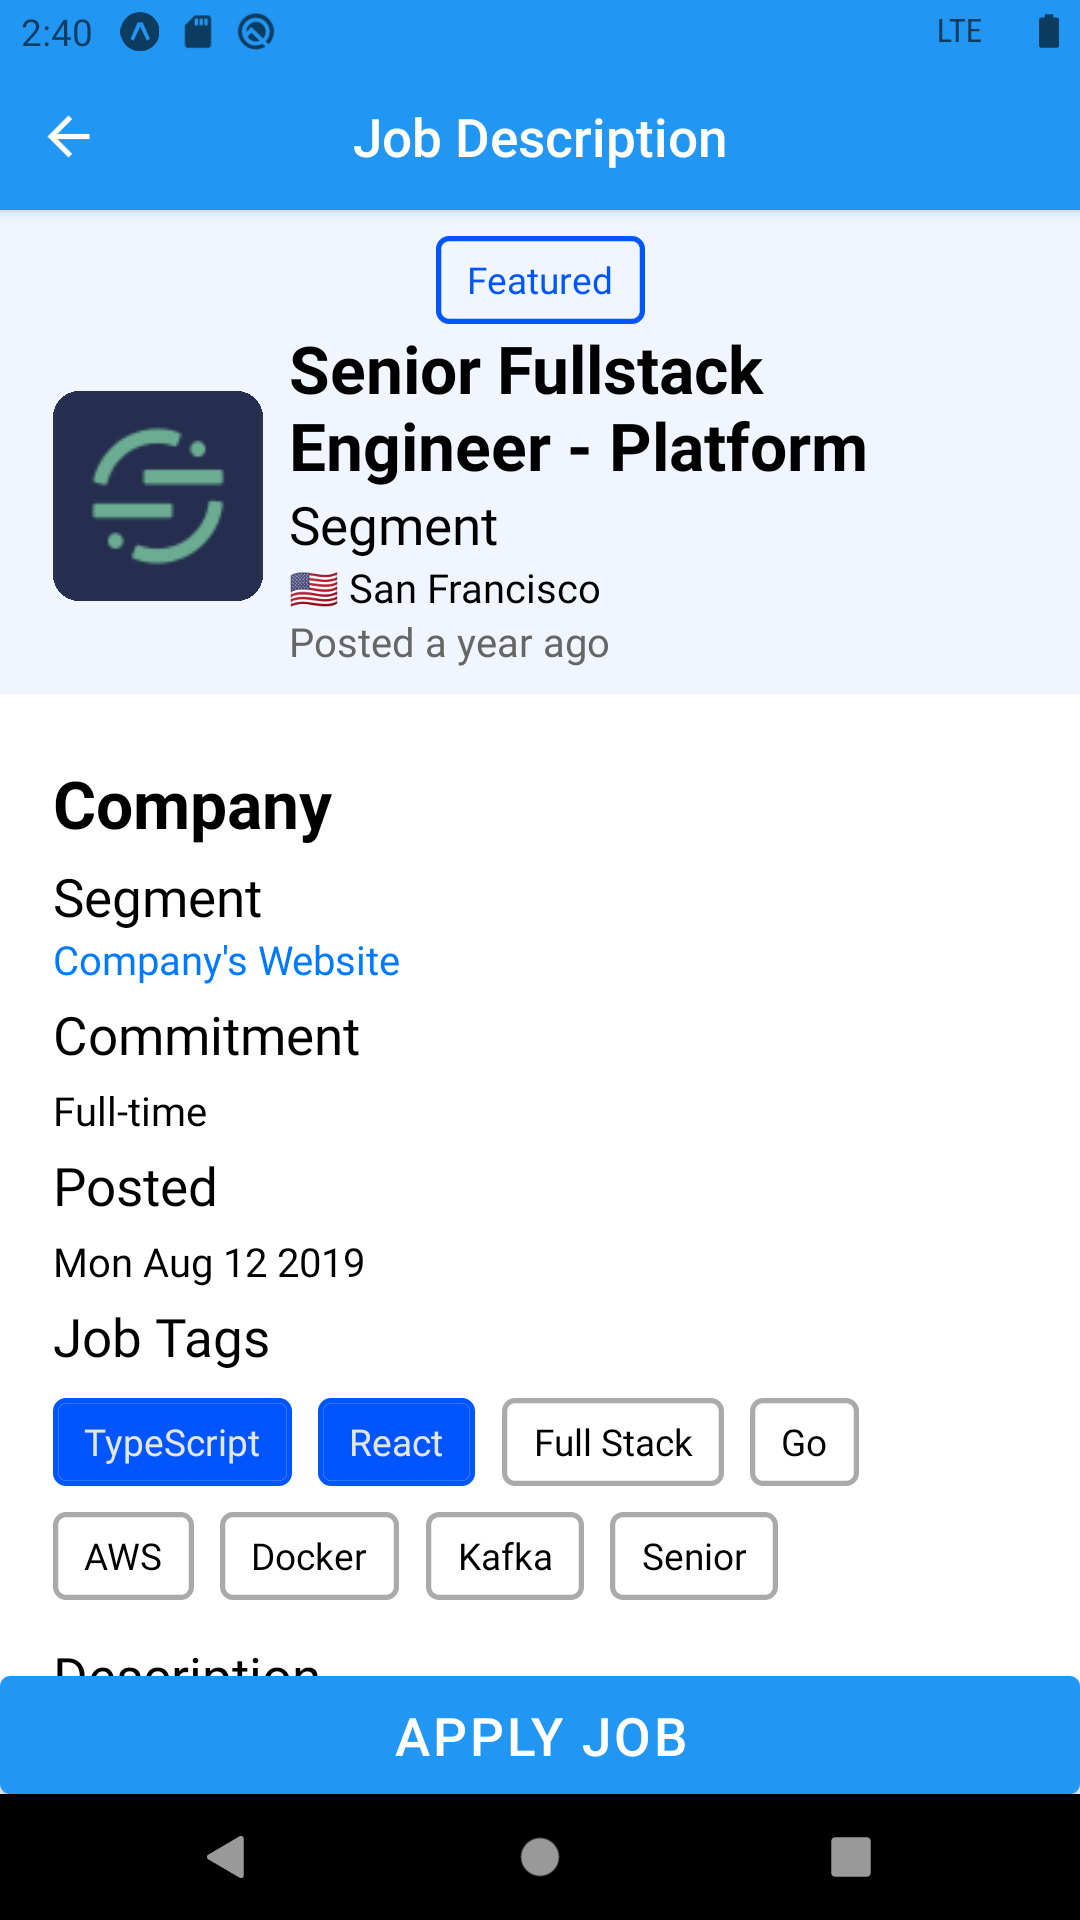 2:40 LTE
Job Description
Featured
Senior Fullstack
Engineer - Platform
Segment
🇺🇸 San Francisco
Posted a year ago
Company
Segment
Company's Website
Commitment
Full-time
Posted
Mon Aug 12 2019
Job Tags
TypeScript React Full Stack Go
AWS Docker Kafka Senior
Description
APPLY JOB